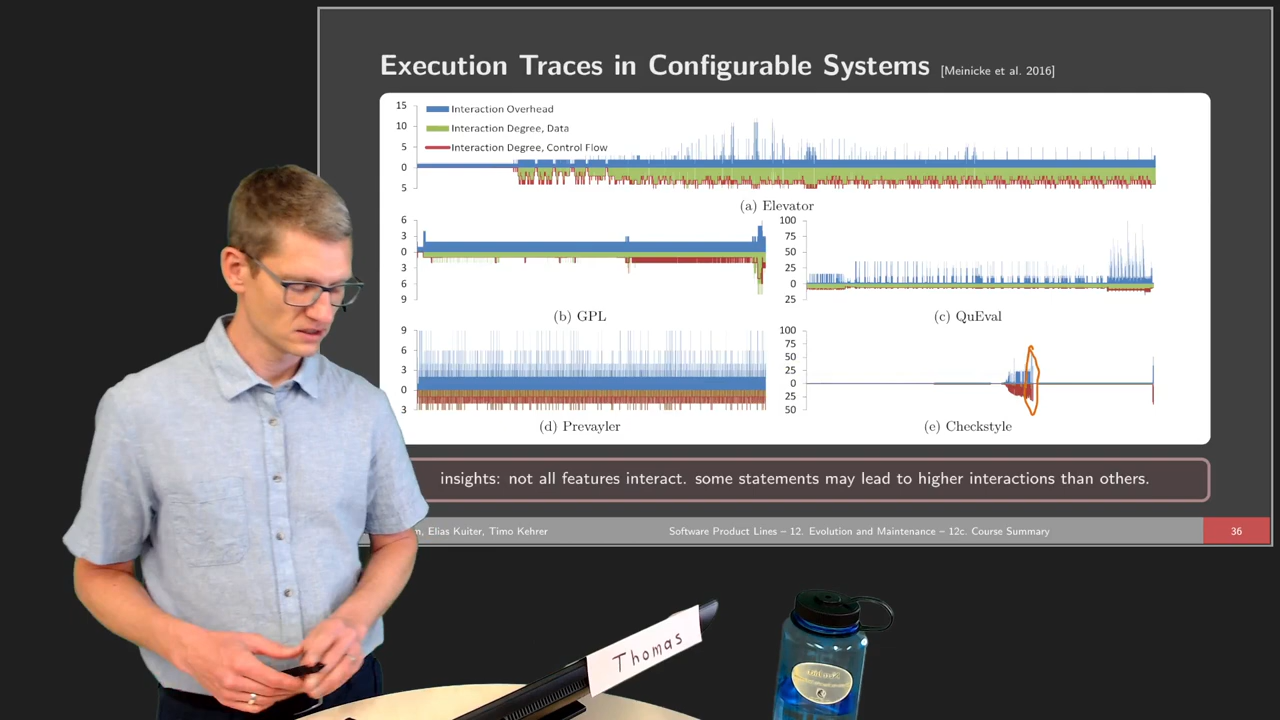 Execution Traces in Configurable Systems [Meinicke et al. 2016]
15
10
5
0
5
Interaction Overhead
Interaction Degree, Data
Interaction Degree, Control Flow
(a) Elevator
6
3
0
3
6
9
(b) GPL
100
75
50
25
0
25
(c) QuEval
9
6
3
0
3
(d) Prevayler
100
75
50
25
0
25
50
(e) Checkstyle
insights: not all features interact. some statements may lead to higher interactions than others.
Elias Kuiter, Timo Kehrer
Software Product Lines – 12. Evolution and Maintenance – 12c. Course Summary
36
Thomas